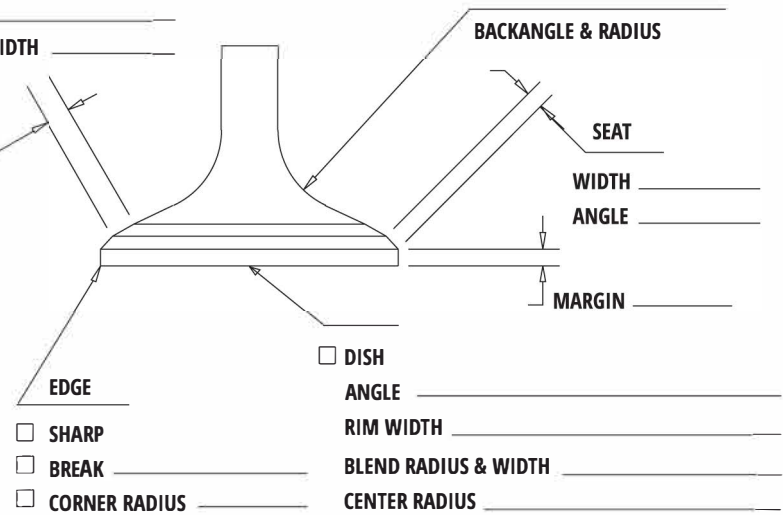 BACKANGLE & RADIUS
SEAT
WIDTH
ANGLE
MARGIN
EDGE
SHARP
BREAK
CORNER RADIUS
DISH
ANGLE
RIM WIDTH
BLEND RADIUS & WIDTH
CENTER RADIUS